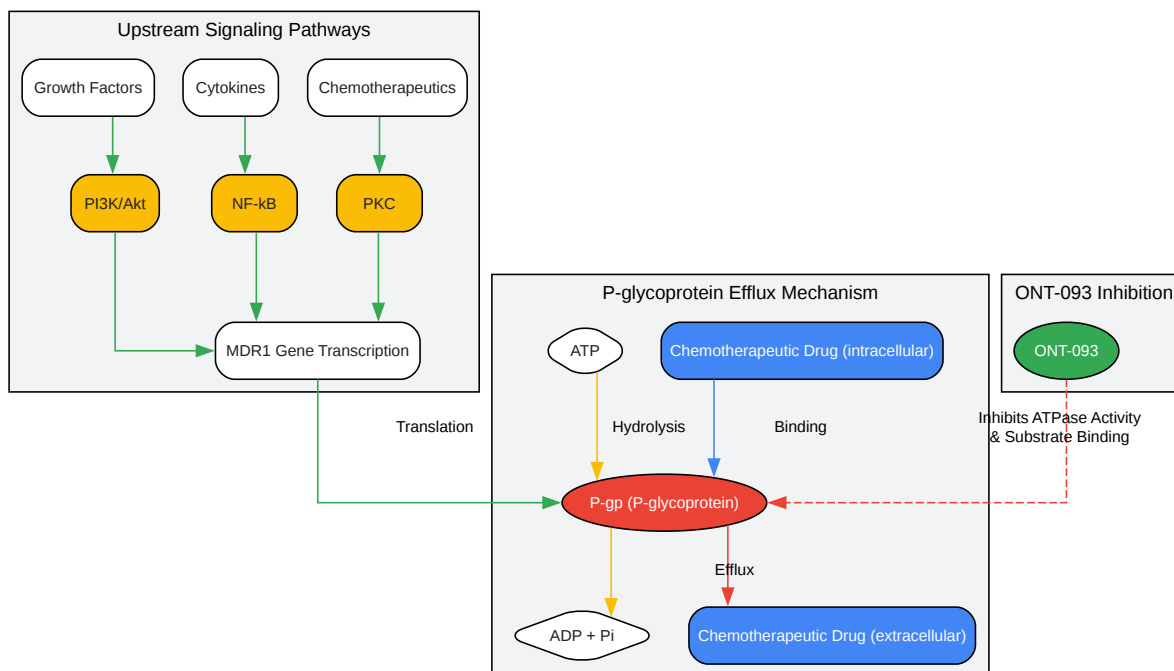 Upstream Signaling Pathways
Growth Factors
Cytokines
Chemotherapeutics
PI3K/Akt
NF-kB
PKC
MDR1 Gene Transcription
Translation
P-glycoprotein Efflux Mechanism
ATP
Chemotherapeutic Drug (intracellular)
Hydrolysis
Binding
P-gp (P-glycoprotein)
Efflux
ADP + Pi
Chemotherapeutic Drug (extracellular)
ONT-093 Inhibition
ONT-093
Inhibits ATPase Activity
& Substrate Binding